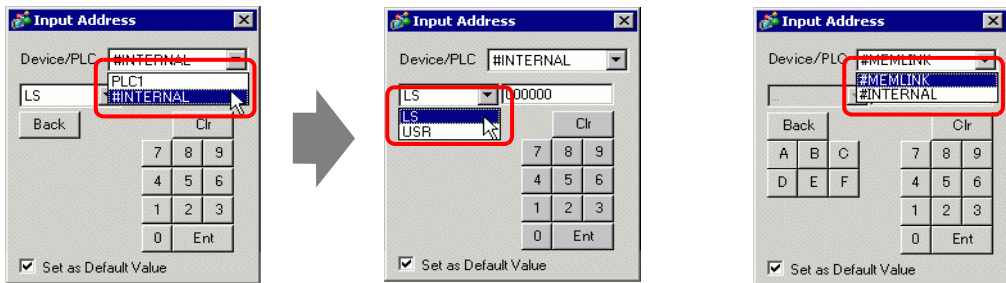 Input Address
Device/PLC #INTERNAL
PLC1
#INTERNAL
LS
Back Clr
7 8 9
4 5 6
1 2 3
0 Ent
Set as Default Value
Input Address
Device/PLC #INTERNAL
LS 000000
LS
USR
Clr
7 8 9
4 5 6
1 2 3
0 Ent
Set as Default Value
Input Address
Device/PLC #MEMLINK
#MEMLINK
#INTERNAL
...
Back Clr
A B C 7 8 9
D E F 4 5 6
1 2 3
0 Ent
Set as Default Value